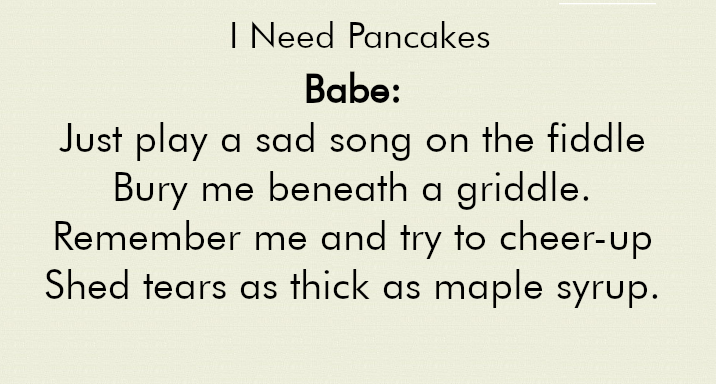 I Need Pancakes
Babe:
Just play a sad song on the fiddle
Bury me beneath a griddle.
Remember me and try to cheer-up
Shed tears as thick as maple syrup.